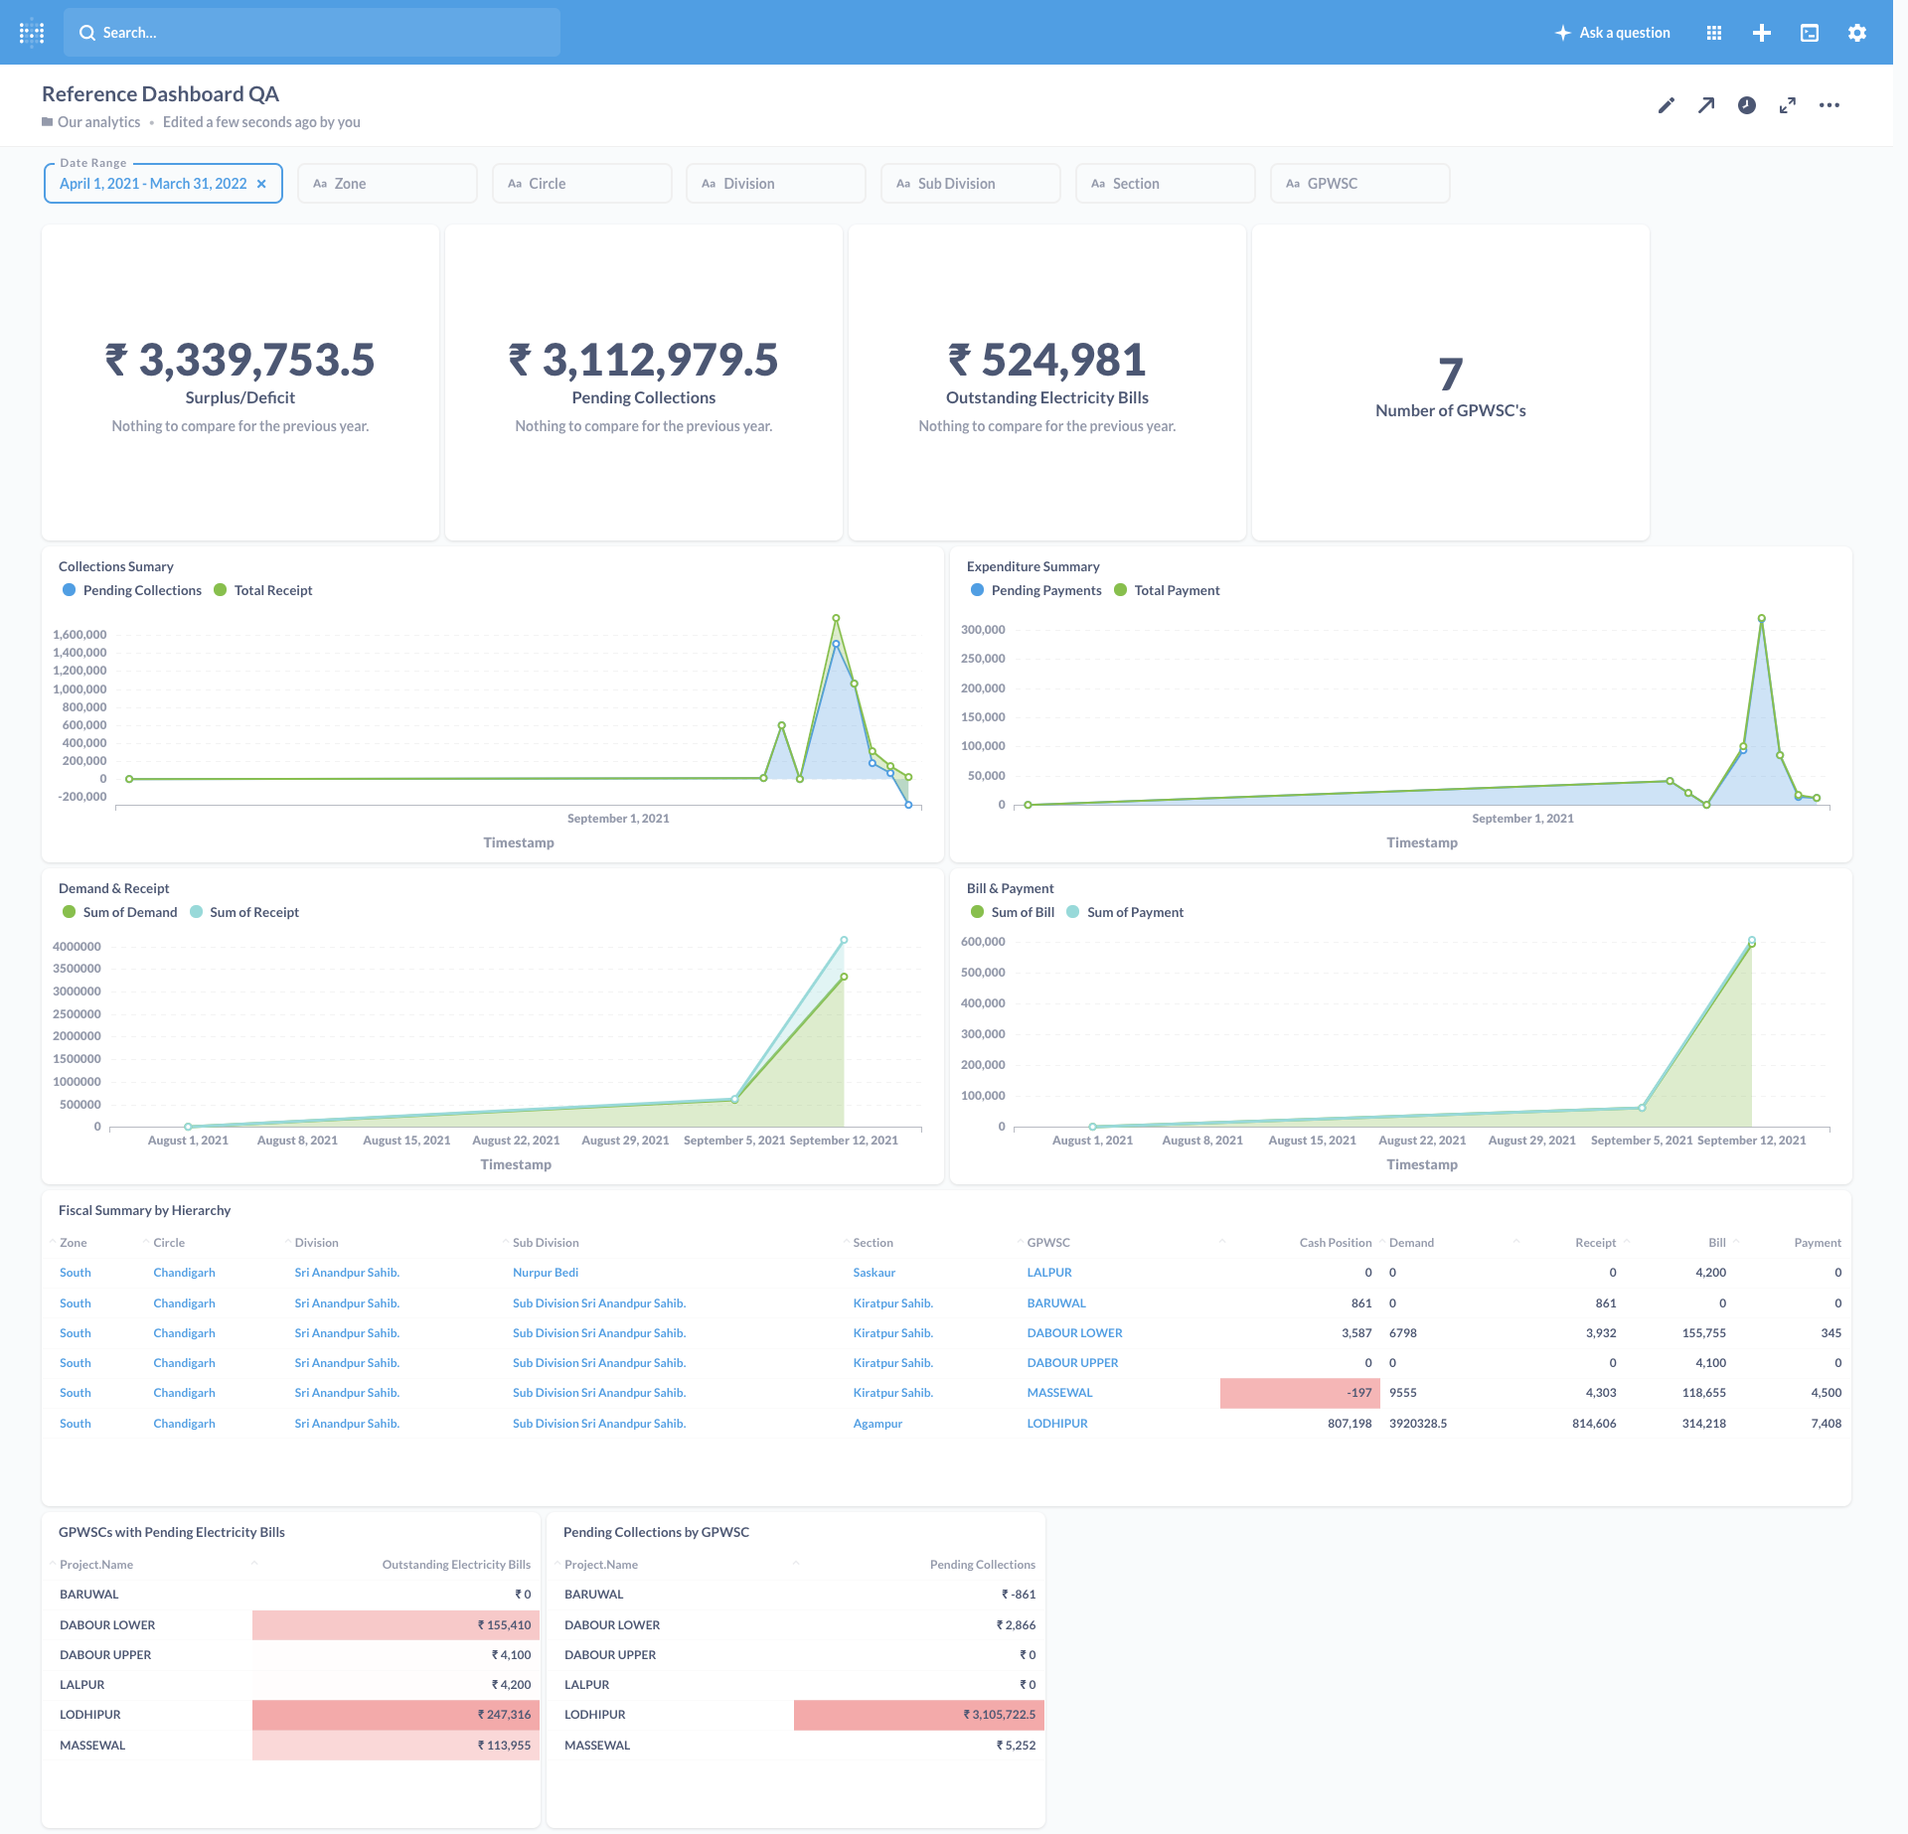 Search...
Ask a question
Reference Dashboard QA
Our analytics • Edited a few seconds ago by you
Date Range
April 1, 2021 - March 31, 2022
Aa Zone
Aa Circle
Aa Division
Aa Sub Division
Aa Section
Aa GPWSC
₹ 3,339,753.5
Surplus/Deficit
Nothing to compare for the previous year.
₹ 3,112,979.5
Pending Collections
Nothing to compare for the previous year.
₹ 524,981
Outstanding Electricity Bills
Nothing to compare for the previous year.
7
Number of GPWSC's
Collections Sumary
Pending Collections Total Receipt
1,600,000
1,400,000
1,200,000
1,000,000
800,000
600,000
400,000
200,000
0
-200,000
September 1, 2021
Timestamp
Expenditure Summary
Pending Payments Total Payment
300,000
250,000
200,000
150,000
100,000
50,000
0
September 1, 2021
Timestamp
Demand & Receipt
Sum of Demand Sum of Receipt
4000000
3500000
3000000
2500000
2000000
1500000
1000000
500000
0
August 1, 2021 August 8, 2021 August 15, 2021 August 22, 2021 August 29, 2021 September 5, 2021 September 12, 2021
Timestamp
Bill & Payment
Sum of Bill Sum of Payment
600,000
500,000
400,000
300,000
200,000
100,000
0
August 1, 2021 August 8, 2021 August 15, 2021 August 22, 2021 August 29, 2021 September 5, 2021 September 12, 2021
Timestamp
Fiscal Summary by Hierarchy
Zone Circle Division Sub Division Section GPWSC Cash Position Demand Receipt Bill Payment
South Chandigarh Sri Anandpur Sahib. Nurpur Bedi Saskaur LALPUR 0 0 0 4,200 0
South Chandigarh Sri Anandpur Sahib. Sub Division Sri Anandpur Sahib. Kiratpur Sahib. BARUWAL 861 0 861 0 0
South Chandigarh Sri Anandpur Sahib. Sub Division Sri Anandpur Sahib. Kiratpur Sahib. DABOUR LOWER 3,587 6798 3,932 155,755 345
South Chandigarh Sri Anandpur Sahib. Sub Division Sri Anandpur Sahib. Kiratpur Sahib. DABOUR UPPER 0 0 0 4,100 0
South Chandigarh Sri Anandpur Sahib. Sub Division Sri Anandpur Sahib. Kiratpur Sahib. MASSEWAL -197 9555 4,303 118,655 4,500
South Chandigarh Sri Anandpur Sahib. Sub Division Sri Anandpur Sahib. Agampur LODHIPUR 807,198 3920328.5 814,606 314,218 7,408
GPWSCs with Pending Electricity Bills
Project.Name Outstanding Electricity Bills
BARUWAL ₹ 0
DABOUR LOWER ₹ 155,410
DABOUR UPPER ₹ 4,100
LALPUR ₹ 4,200
LODHIPUR ₹ 247,316
MASSEWAL ₹ 113,955
Pending Collections by GPWSC
Project.Name Pending Collections
BARUWAL ₹ -861
DABOUR LOWER ₹ 2,866
DABOUR UPPER ₹ 0
LALPUR ₹ 0
LODHIPUR ₹ 3,105,722.5
MASSEWAL ₹ 5,252